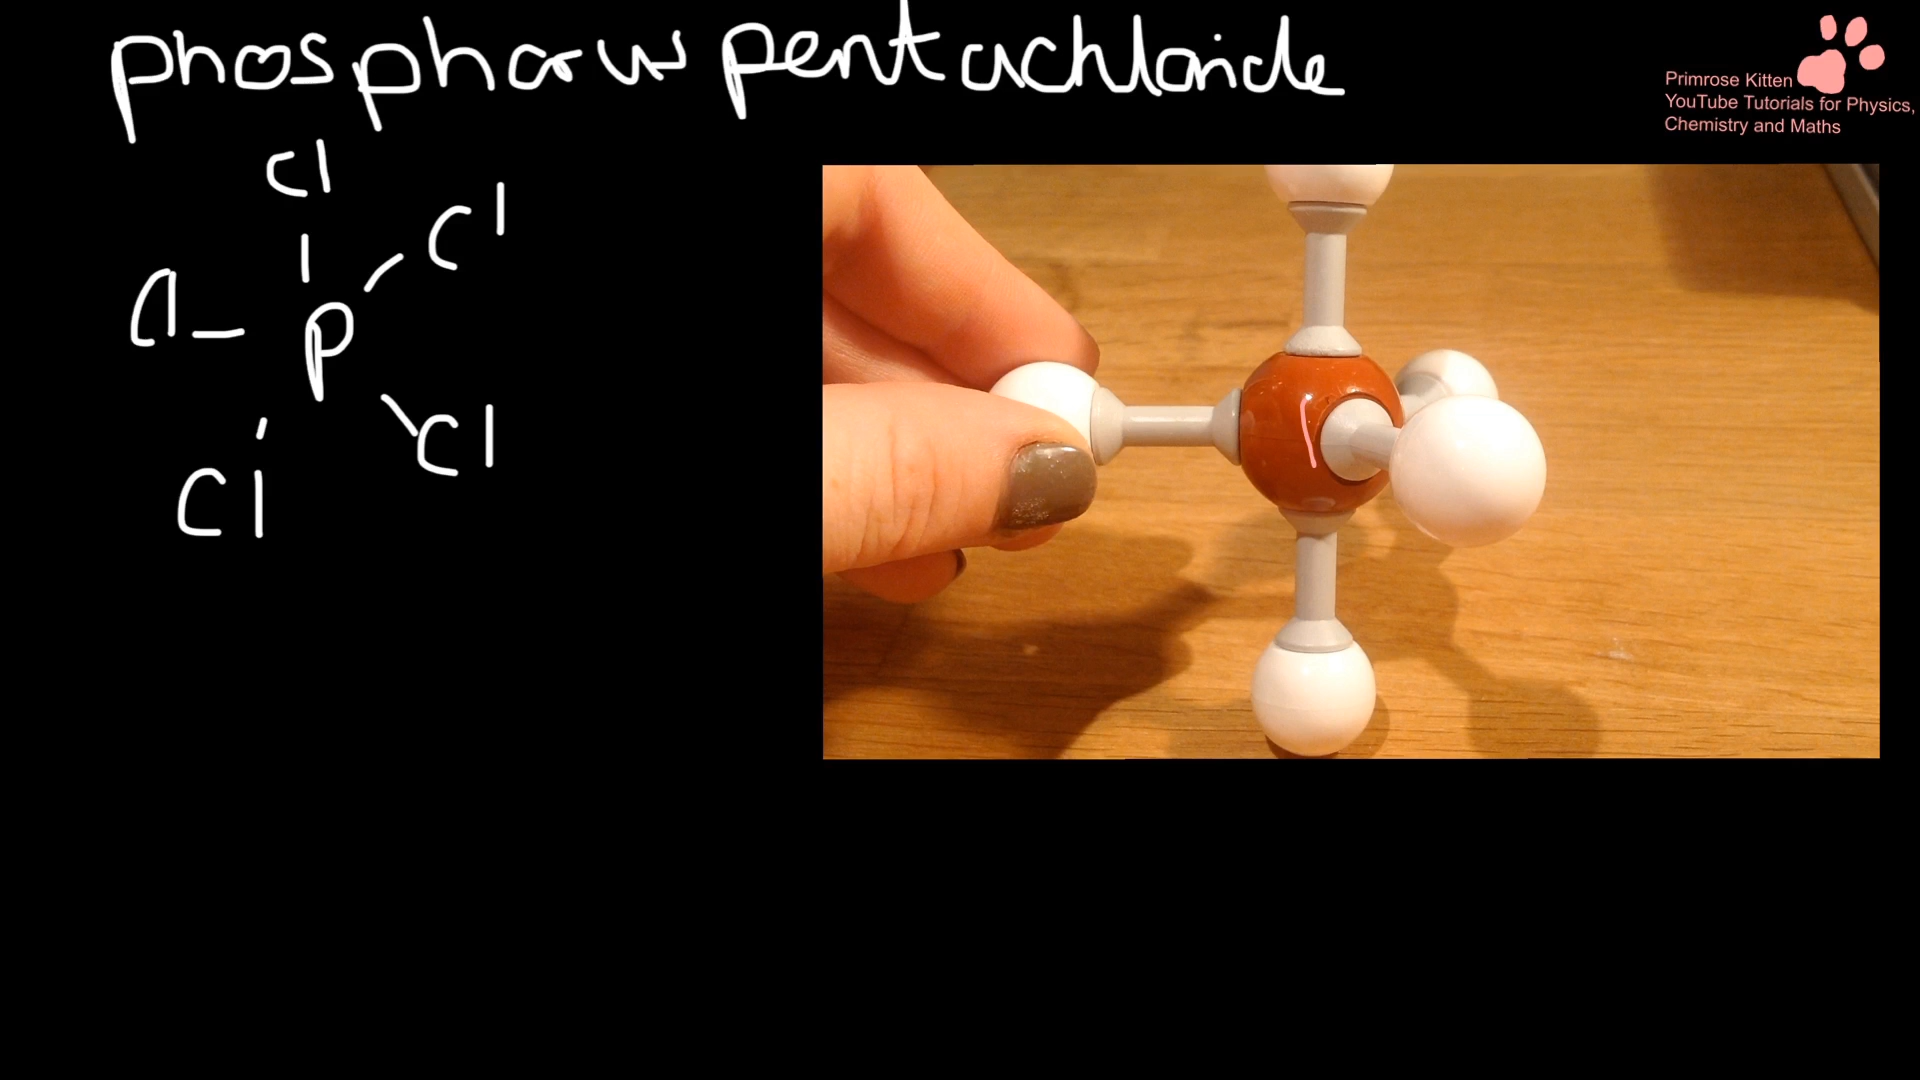 phosphorus pentachloride
Primrose Kitten
YouTube Tutorials for Physics,
Chemistry and Maths
Cl
Cl
Cl
P
Cl
Cl